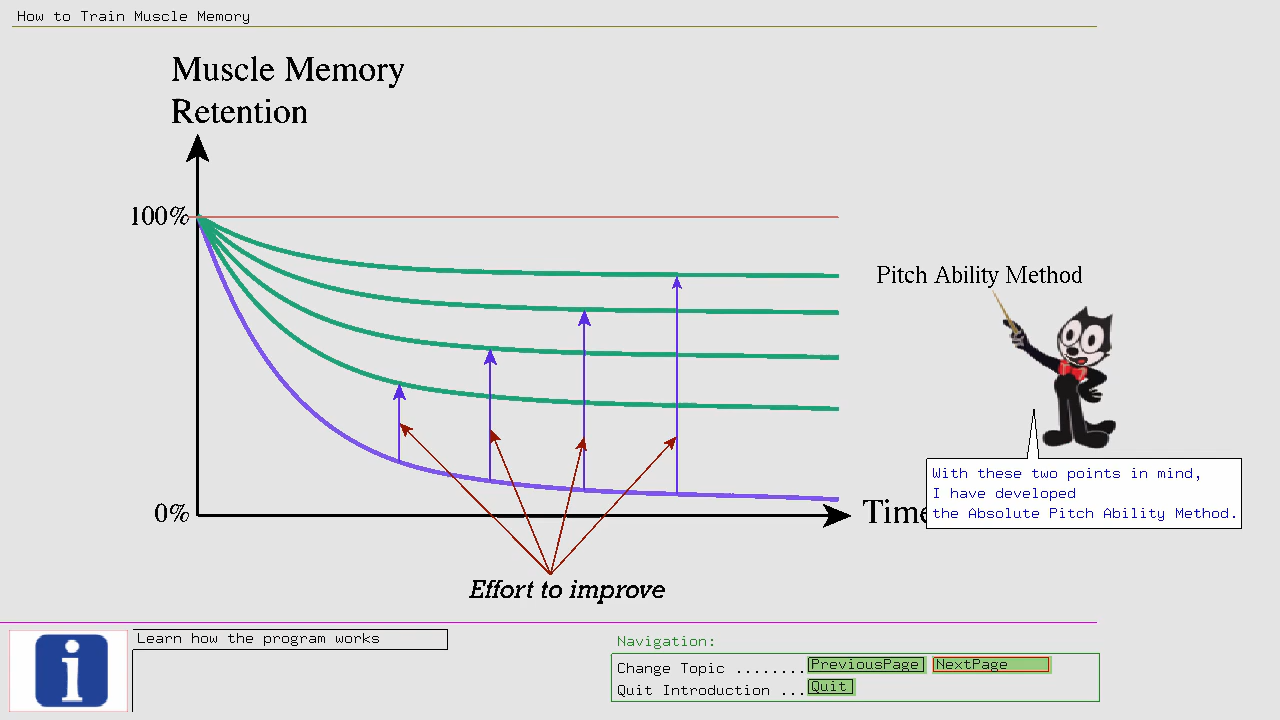 How to Train Muscle Memory
Muscle Memory
Retention
100%
Pitch Ability Method
With these two points in mind,
I have developed
the Absolute Pitch Ability Method.
0%
Time
Effort to improve
Learn how the program works
Navigation:
Change Topic ........PreviousPage NextPage
Quit Introduction ...Quit